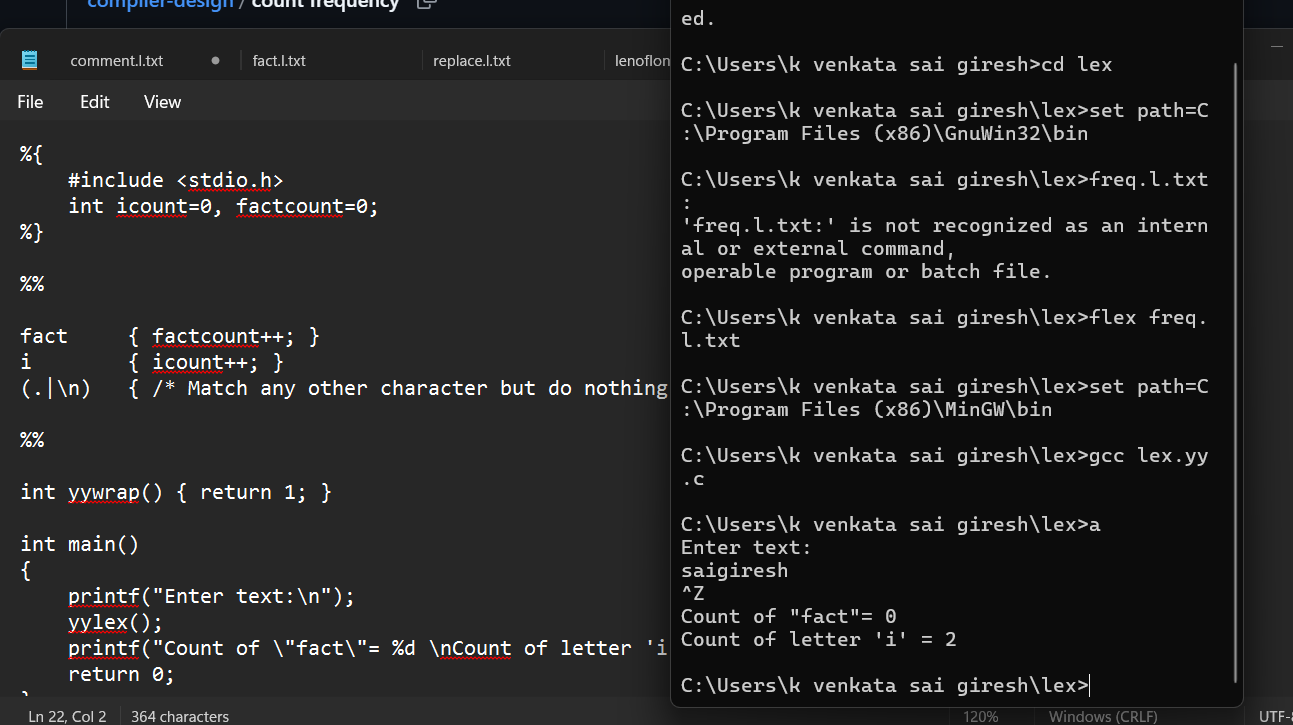 compiler-design / count frequency
comment.l.txt
fact.l.txt
replace.l.txt
lenoflon
File
Edit
View
%{
#include <stdio.h>
int icount=0, factcount=0;
%}
%%
fact { factcount++; }
i { icount++; }
(.|\n) { /* Match any other character but do nothing
%%
int yywrap() { return 1; }
int main()
{
printf("Enter text:\n");
yylex();
printf("Count of \"fact\"= %d \nCount of letter 'i
return 0;
Ln 22, Col 2
364 characters
120%
Windows (CRLF)
UTF-8
ed.
C:\Users\k venkata sai giresh>cd lex
C:\Users\k venkata sai giresh\lex>set path=C
:\Program Files (x86)\GnuWin32\bin
C:\Users\k venkata sai giresh\lex>freq.l.txt
:
'freq.l.txt:' is not recognized as an intern
al or external command,
operable program or batch file.
C:\Users\k venkata sai giresh\lex>flex freq.
l.txt
C:\Users\k venkata sai giresh\lex>set path=C
:\Program Files (x86)\MinGW\bin
C:\Users\k venkata sai giresh\lex>gcc lex.yy
.c
C:\Users\k venkata sai giresh\lex>a
Enter text:
saigiresh
^Z
Count of "fact"= 0
Count of letter 'i' = 2
C:\Users\k venkata sai giresh\lex>